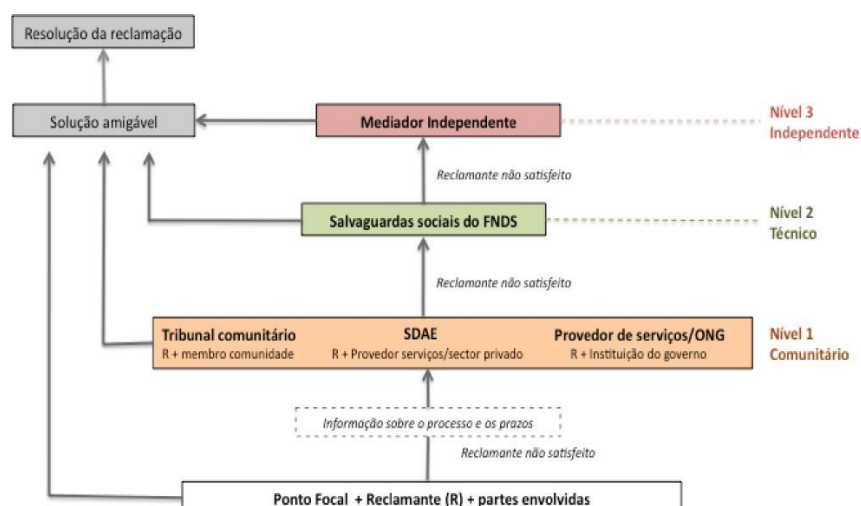 Resolução da reclamação
Solução amigável
Mediador Independente
Nível 3
Independente
Reclamante não satisfeito
Salvaguardas sociais do FNDS
Nível 2
Técnico
Reclamante não satisfeito
Tribunal comunitário
R + membro comunidade
SDAE
R + Provedor serviços/sector privado
Provedor de serviços/ONG
R + Instituição do governo
Nível 1
Comunitário
Informação sobre o processo e os prazos
Reclamante não satisfeito
Ponto Focal + Reclamante (R) + partes envolvidas